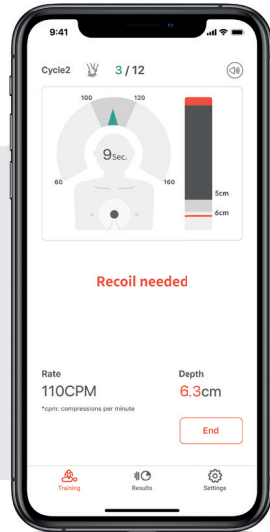 9:41
Cycle2 3/12
100 120
9Sec.
60 160
5cm
6cm
Recoil needed
Rate Depth
110CPM 6.3cm
*cpm: compressions per minute
End
Training Results Settings